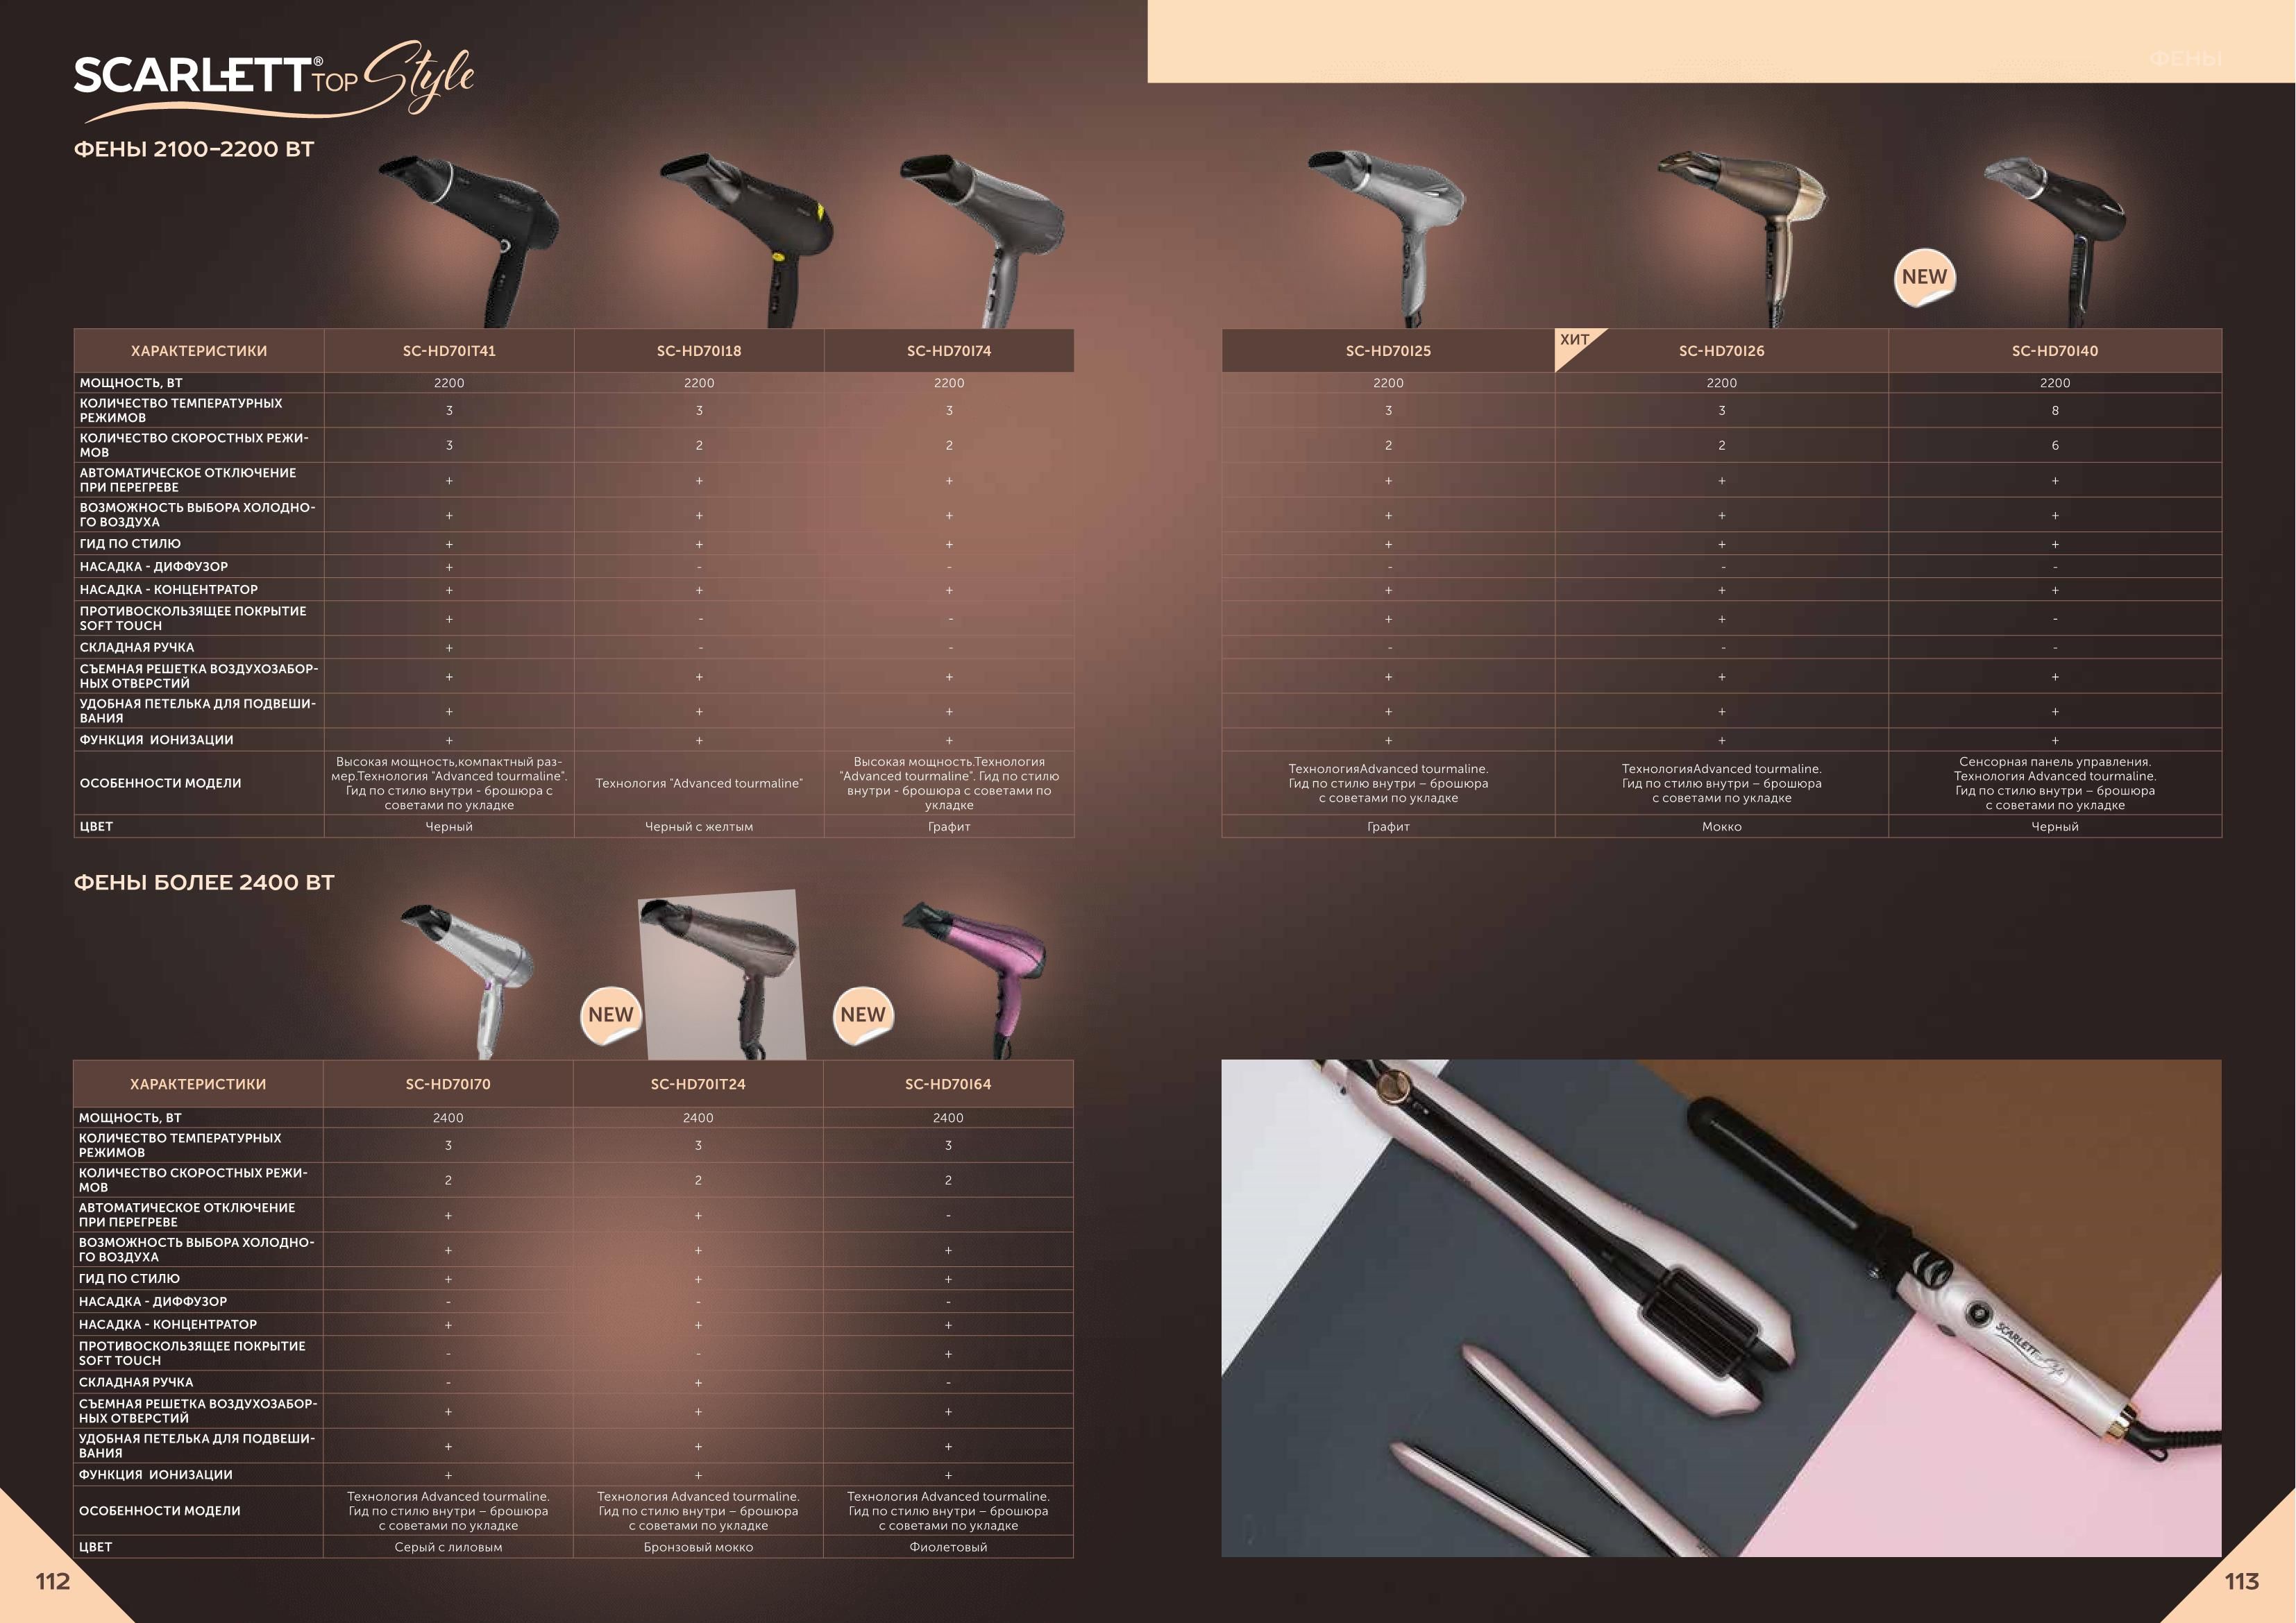 SCARLETT® TOP Style
ФЕНЫ
ФЕНЫ 2100–2200 ВТ
NEW
ХАРАКТЕРИСТИКИ SC-HD70IT41 SC-HD70I18 SC-HD70I74
МОЩНОСТЬ, ВТ 2200 2200 2200
КОЛИЧЕСТВО ТЕМПЕРАТУРНЫХ
РЕЖИМОВ 3 3 3
КОЛИЧЕСТВО СКОРОСТНЫХ РЕЖИ-
МОВ 3 2 2
АВТОМАТИЧЕСКОЕ ОТКЛЮЧЕНИЕ
ПРИ ПЕРЕГРЕВЕ + + +
ВОЗМОЖНОСТЬ ВЫБОРА ХОЛОДНО-
ГО ВОЗДУХА + + +
ГИД ПО СТИЛЮ + + +
НАСАДКА - ДИФФУЗОР + - -
НАСАДКА - КОНЦЕНТРАТОР + + +
ПРОТИВОСКОЛЬЗЯЩЕЕ ПОКРЫТИЕ
SOFT TOUCH + - -
СКЛАДНАЯ РУЧКА + - -
СЪЕМНАЯ РЕШЕТКА ВОЗДУХОЗАБОР-
НЫХ ОТВЕРСТИЙ + + +
УДОБНАЯ ПЕТЕЛЬКА ДЛЯ ПОДВЕШИ-
ВАНИЯ + + +
ФУНКЦИЯ ИОНИЗАЦИИ + + +
ОСОБЕННОСТИ МОДЕЛИ
Высокая мощность,компактный раз-
мер.Технология "Advanced tourmaline".
Гид по стилю внутри - брошюра с
советами по укладке
Технология "Advanced tourmaline"
Высокая мощность.Технология
"Advanced tourmaline". Гид по стилю
внутри - брошюра с советами по
укладке
ЦВЕТ Черный Черный с желтым Графит
SC-HD70I25 ХИТ SC-HD70I26 SC-HD70I40
2200 2200 2200
3 3 8
2 2 6
+ + +
+ + +
+ + +
- - -
+ + +
+ + -
- - -
+ + +
+ + +
+ + +
ТехнологияAdvanced tourmaline.
Гид по стилю внутри – брошюра
с советами по укладке
ТехнологияAdvanced tourmaline.
Гид по стилю внутри – брошюра
с советами по укладке
Сенсорная панель управления.
Технология Advanced tourmaline.
Гид по стилю внутри – брошюра
с советами по укладке
Графит Мокко Черный
ФЕНЫ БОЛЕЕ 2400 ВТ
NEW NEW
ХАРАКТЕРИСТИКИ SC-HD70I70 SC-HD70IT24 SC-HD70I64
МОЩНОСТЬ, ВТ 2400 2400 2400
КОЛИЧЕСТВО ТЕМПЕРАТУРНЫХ
РЕЖИМОВ 3 3 3
КОЛИЧЕСТВО СКОРОСТНЫХ РЕЖИ-
МОВ 2 2 2
АВТОМАТИЧЕСКОЕ ОТКЛЮЧЕНИЕ
ПРИ ПЕРЕГРЕВЕ + + -
ВОЗМОЖНОСТЬ ВЫБОРА ХОЛОДНО-
ГО ВОЗДУХА + + +
ГИД ПО СТИЛЮ + + +
НАСАДКА - ДИФФУЗОР - - -
НАСАДКА - КОНЦЕНТРАТОР + + +
ПРОТИВОСКОЛЬЗЯЩЕЕ ПОКРЫТИЕ
SOFT TOUCH - - +
СКЛАДНАЯ РУЧКА - + -
СЪЕМНАЯ РЕШЕТКА ВОЗДУХОЗАБОР-
НЫХ ОТВЕРСТИЙ + + +
УДОБНАЯ ПЕТЕЛЬКА ДЛЯ ПОДВЕШИ-
ВАНИЯ + + +
ФУНКЦИЯ ИОНИЗАЦИИ + + +
ОСОБЕННОСТИ МОДЕЛИ
Технология Advanced tourmaline.
Гид по стилю внутри – брошюра
с советами по укладке
Технология Advanced tourmaline.
Гид по стилю внутри – брошюра
с советами по укладке
Технология Advanced tourmaline.
Гид по стилю внутри – брошюра
с советами по укладке
ЦВЕТ Серый с лиловым Бронзовый мокко Фиолетовый
SCARLETT TOP Style
112
113